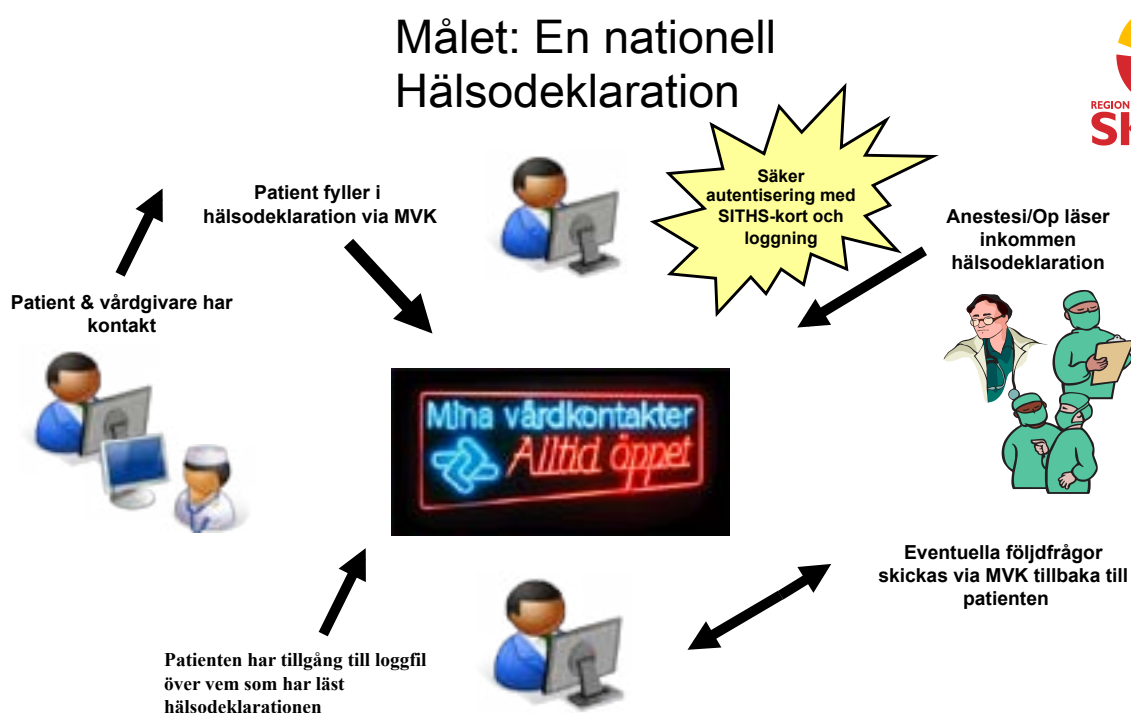 Målet: En nationell
Hälsodeklaration
REGION
Säker
autentisering med
SITHS-kort och
loggning
Patient fyller i
hälsodeklaration via MVK
Anestesi/Op läser
inkommen
hälsodeklaration
Patient & vårdgivare har
kontakt
Mina vårdkontakter
Alltid öppet
Eventuella följdfrågor
skickas via MVK tillbaka till
patienten
Patienten har tillgång till loggfil
över vem som har läst
hälsodeklarationen